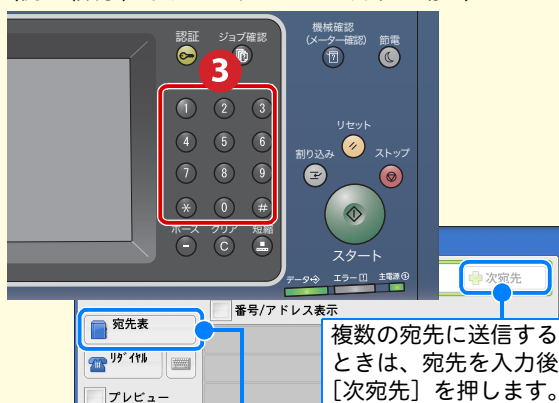 認証 ジョブ確認
機械確認
(メーター確認) 節電
3
1 2 3
4 5 6
7 8 9
* 0 #
リセット
割り込み ストップ
ポーズ クリア 短縮
C
スタート
データ エラー 主電源
次宛先
番号/アドレス表示
宛先表
リダイヤル
プレビュー
複数の宛先に送信する
ときは、宛先を入力後
[次宛先]を押します。